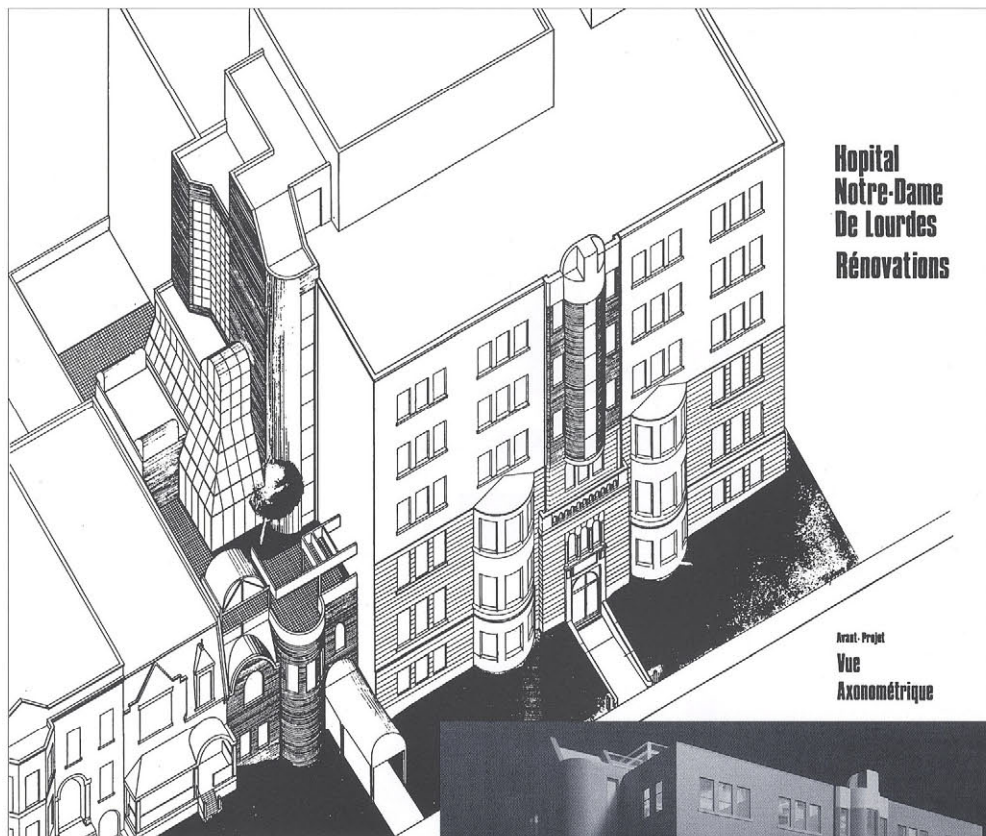 Hopital
Notre-Dame
De Lourdes
Rénovations
Avant-Projet
Vue
Axonométrique